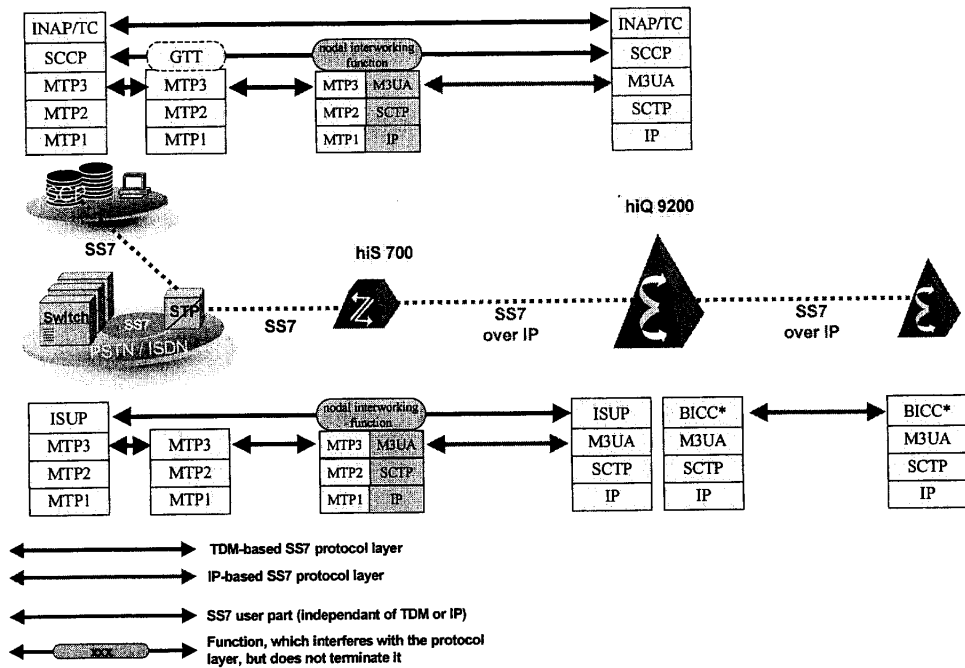 INAP/TC
INAP/TC
SCCP
GTT
nodal interworking
function
SCCP
MTP3
MTP3
MTP3
M3UA
M3UA
MTP2
MTP2
MTP2
SCTP
SCTP
MTP1
MTP1
MTP1
IP
IP
SCP
hiQ 9200
SS7
hiS 700
Switch
STP
SS7
SS7
SS7
over IP
SS7
over IP
PSTN / ISDN
ISUP
nodal interworking
function
ISUP
BICC*
BICC*
MTP3
MTP3
MTP3
M3UA
M3UA
M3UA
M3UA
MTP2
MTP2
MTP2
SCTP
SCTP
SCTP
SCTP
MTP1
MTP1
MTP1
IP
IP
IP
IP
TDM-based SS7 protocol layer
IP-based SS7 protocol layer
SS7 user part (independant of TDM or IP)
xxx
Function, which interferes with the protocol
layer, but does not terminate it